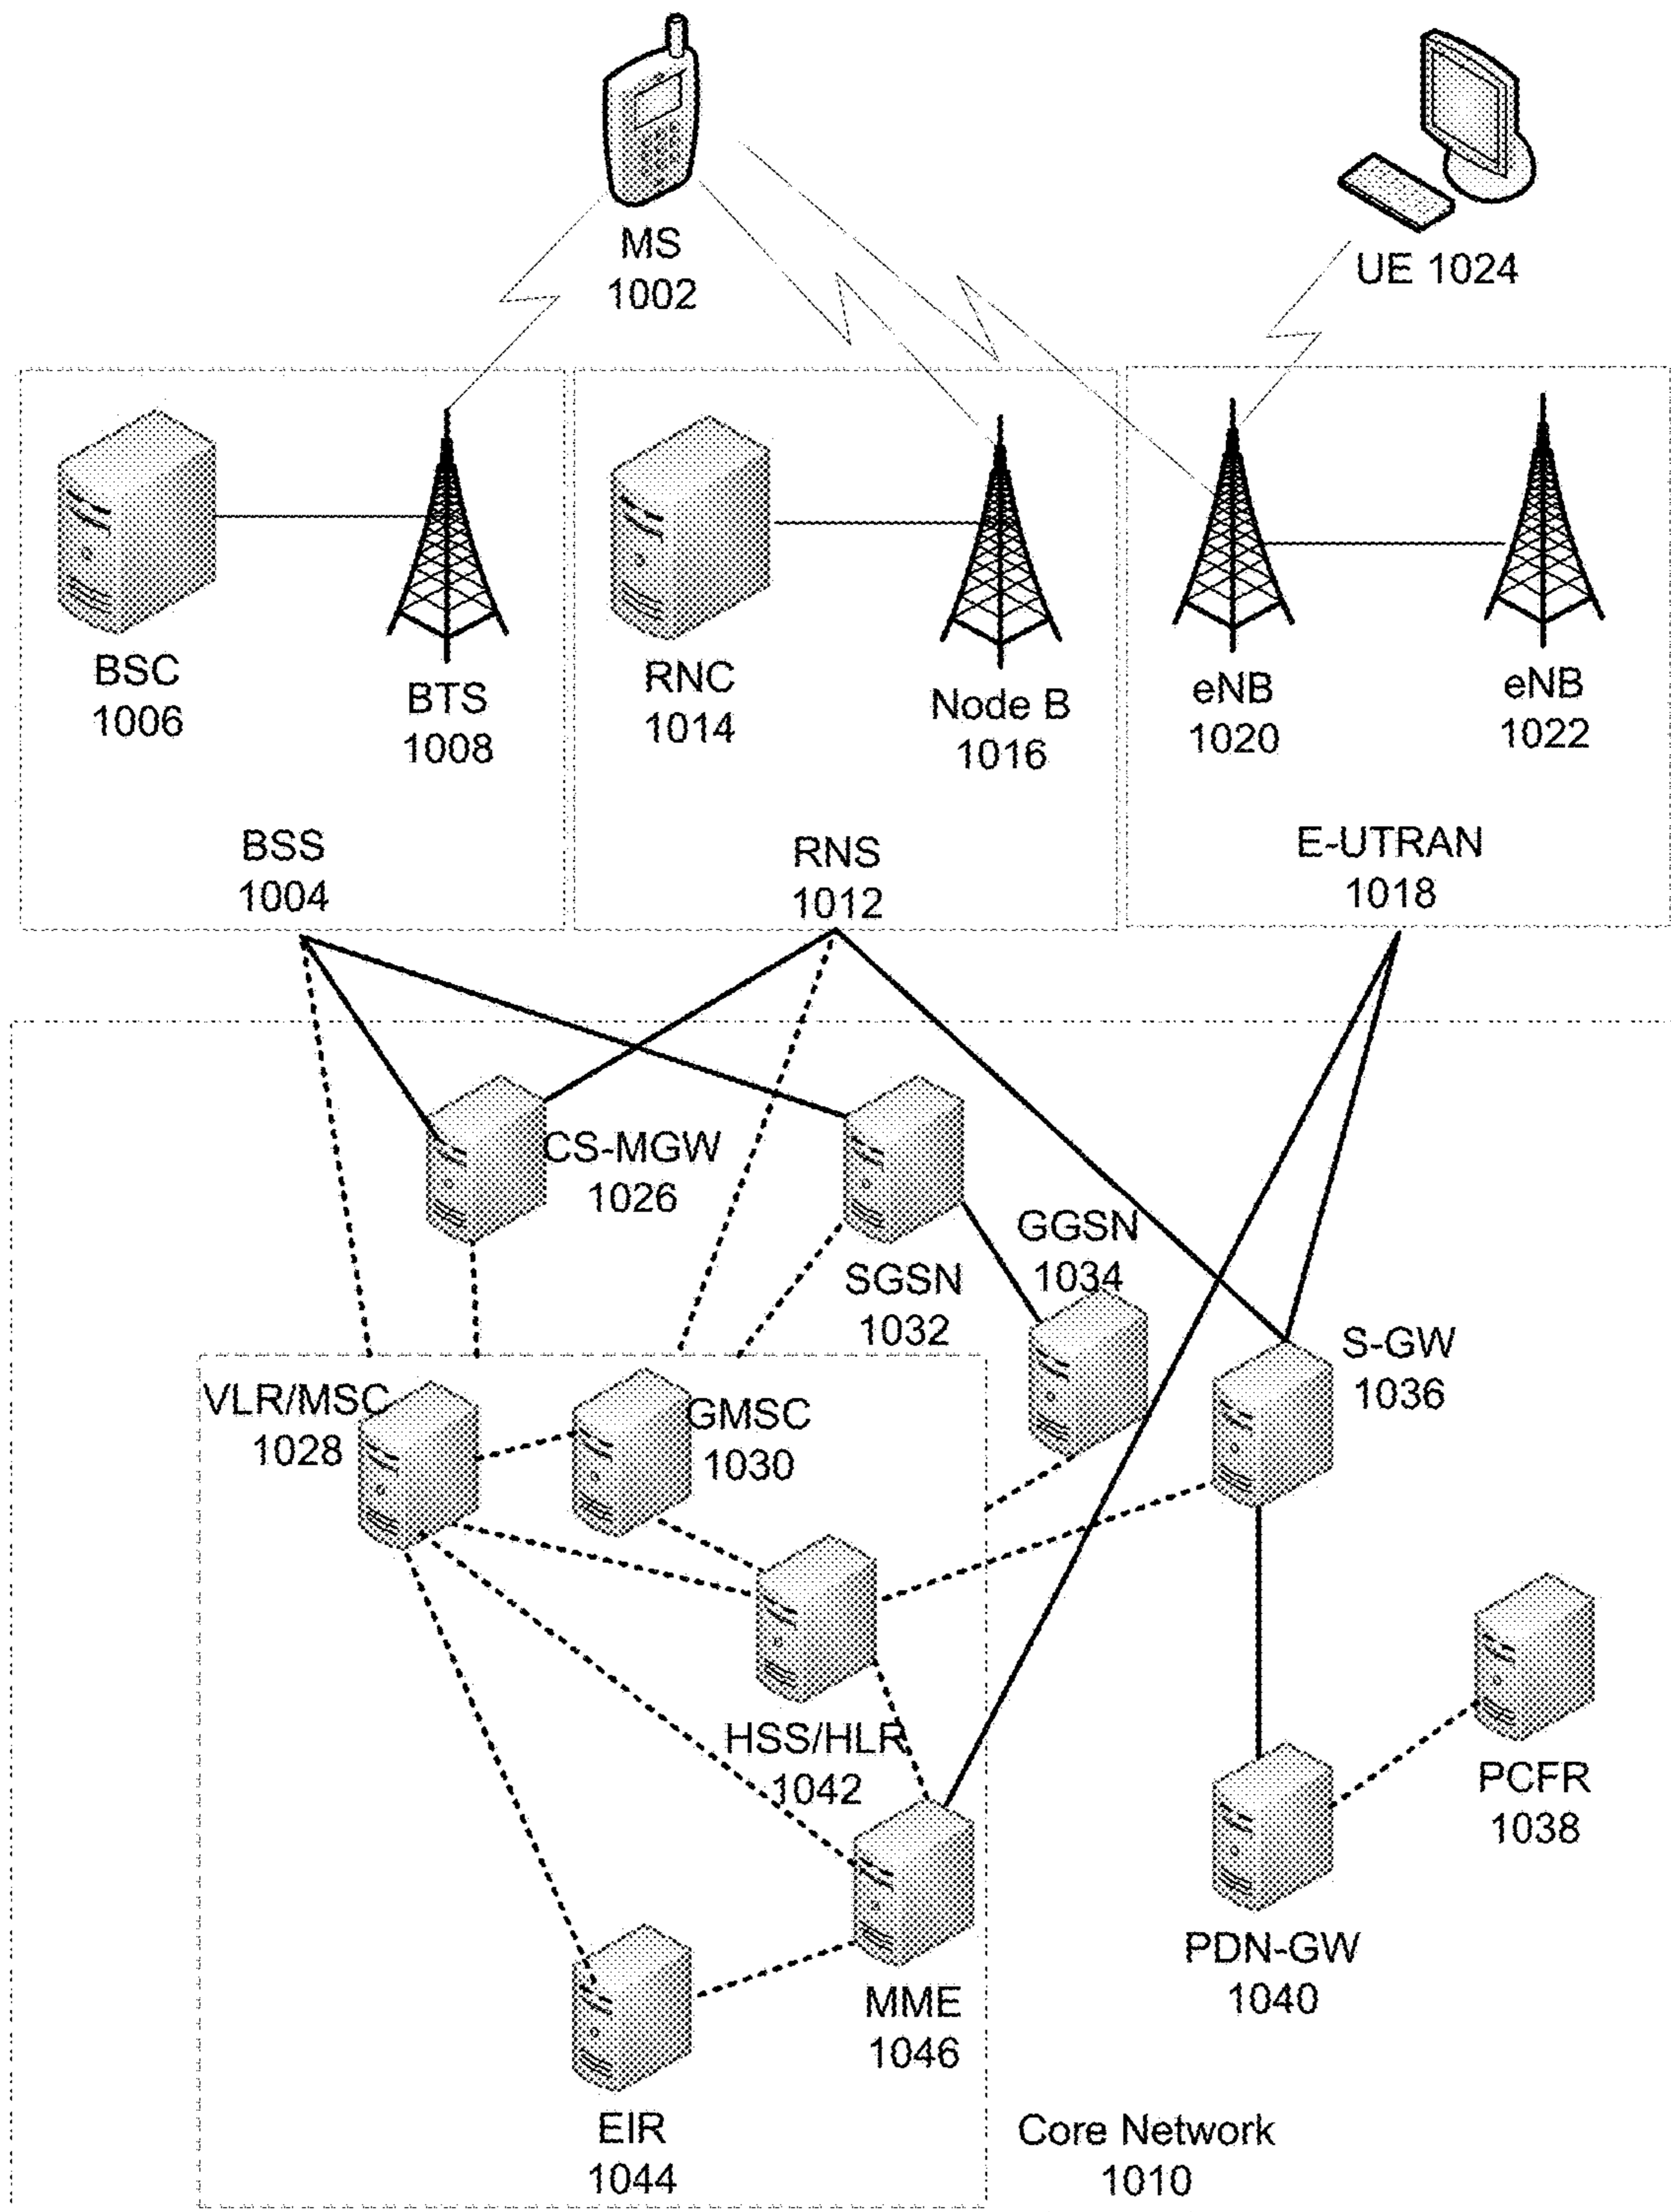 MS
1002
UE 1024
BSC
1006
BTS
1008
RNC
1014
Node B
1016
eNB
1020
eNB
1022
BSS
1004
RNS
1012
E-UTRAN
1018
CS-MGW
1026
SGSN
1032
GGSN
1034
S-GW
1036
VLR/MSC
1028
GMSC
1030
HSS/HLR
1042
PCFR
1038
PDN-GW
1040
MME
1046
EIR
1044
Core Network
1010